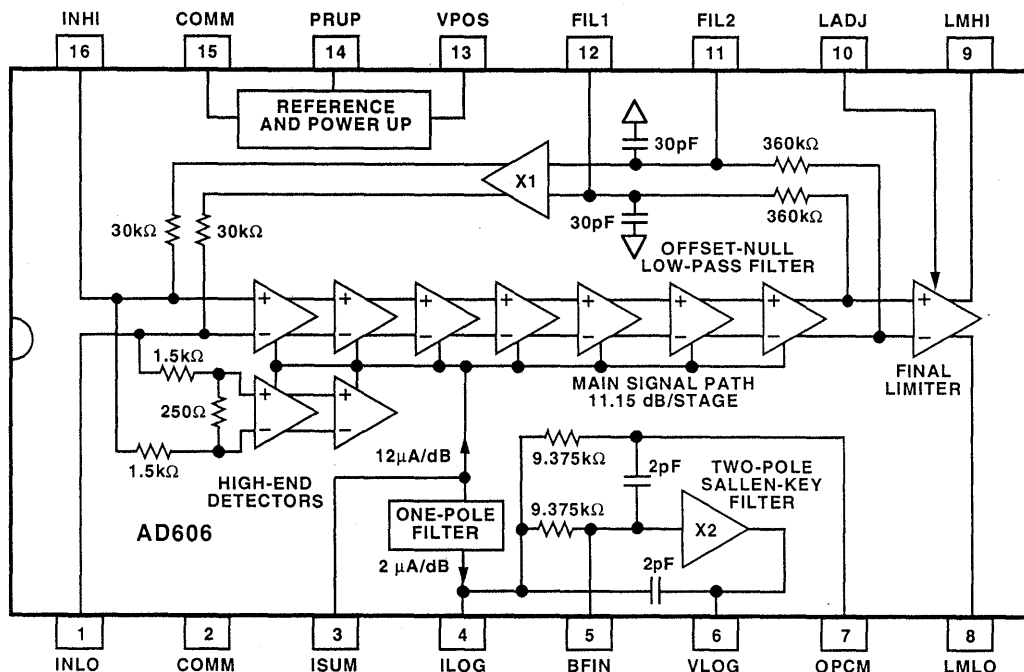 INHI COMM PRUP VPOS FIL1 FIL2 LADJ LMHI
16 15 14 13 12 11 10 9
REFERENCE
AND POWER UP
30pF
360kΩ
X1
30kΩ
30kΩ
30pF
360kΩ
OFFSET-NULL
LOW-PASS FILTER
+ + + + + + + +
− − − − − − − −
1.5kΩ
MAIN SIGNAL PATH
11.15 dB/STAGE
FINAL
LIMITER
250Ω
+ +
− −
1.5kΩ
HIGH-END
DETECTORS
12µA/dB
9.375kΩ
2pF
TWO-POLE
SALLEN-KEY
FILTER
AD606
ONE-POLE
FILTER
9.375kΩ
X2
2 µA/dB
2pF
1 2 3 4 5 6 7 8
INLO COMM ISUM ILOG BFIN VLOG OPCM LMLO